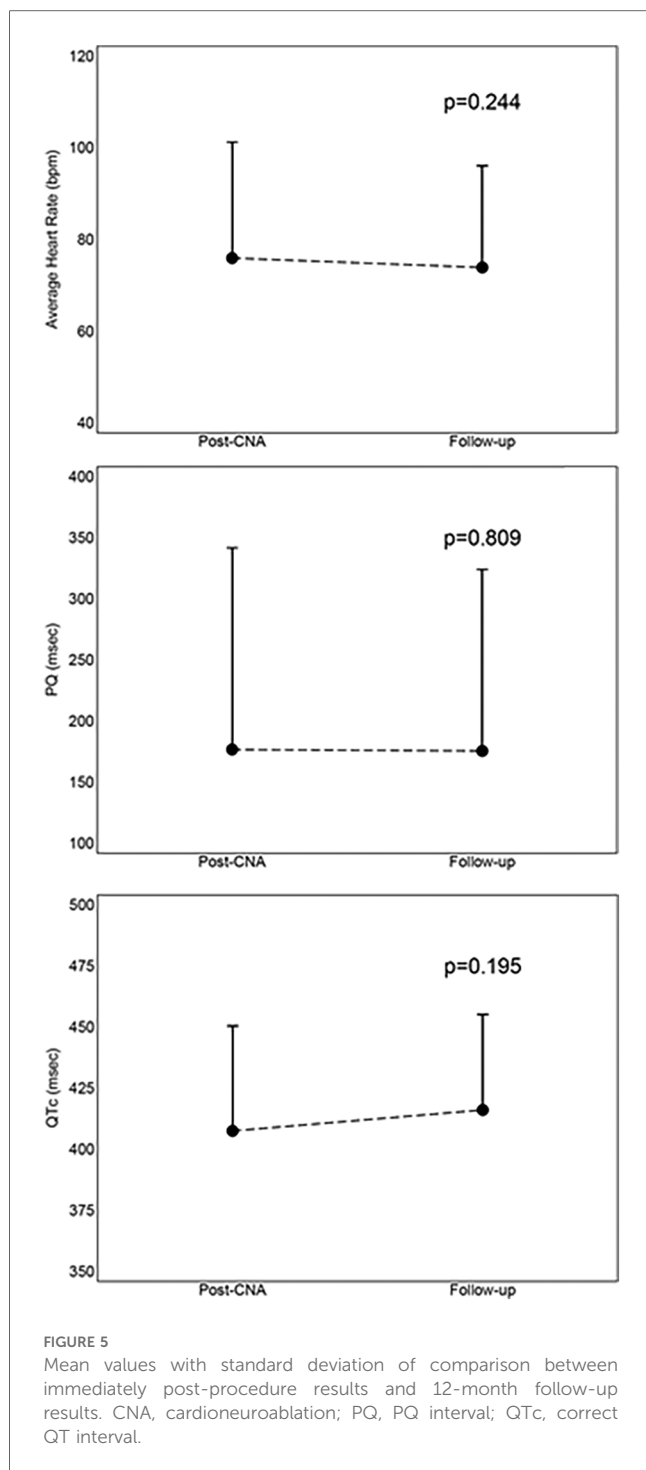 120
p=0.244
100
Average Heart Rate (bpm)
80
60
40
Post-CNA Follow-up
400
350
p=0.809
300
PQ (msec)
250
200
150
100
Post-CNA Follow-up
500
475
p=0.195
450
QTc (msec)
425
400
375
350
Post-CNA Follow-up
FIGURE 5
Mean values with standard deviation of comparison between
immediately post-procedure results and 12-month follow-up
results. CNA, cardioneuroablation; PQ, PQ interval; QTc, correct
QT interval.